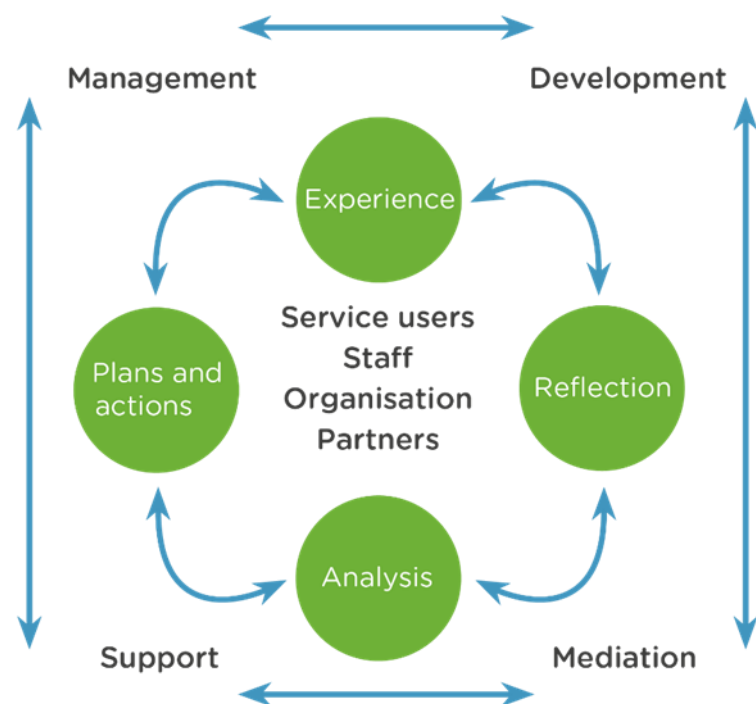 Management
Development
Experience
Service users
Staff
Organisation
Partners
Plans and
actions
Reflection
Analysis
Support
Mediation